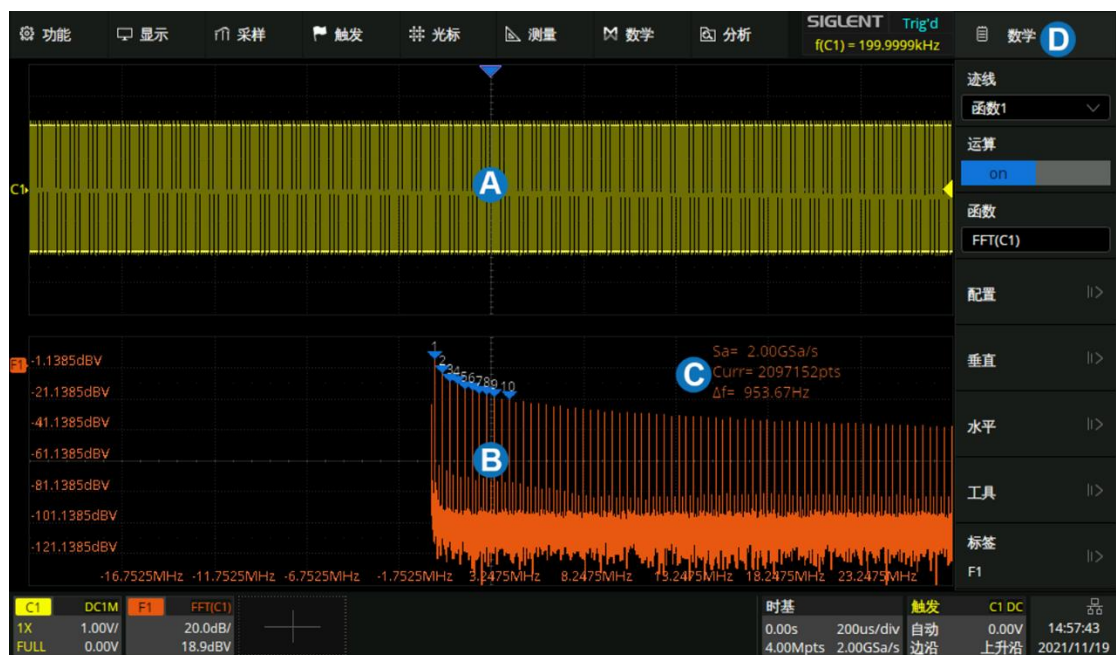 功能 显示 采样 触发 光标 测量 数学 分析
SIGLENT Trig'd
f(C1) = 199.9999kHz
数学 D
迹线
函数1
运算
on
函数
FFT(C1)
配置
垂直
水平
工具
标签
F1
C1
A
F1
-1.1385dBV
-21.1385dBV
-41.1385dBV
-61.1385dBV
-81.1385dBV
-101.1385dBV
-121.1385dBV
1
2
3 4 5 6 7 8 9 10
B
C
Sa= 2.00GSa/s
Curr= 2097152pts
Δf= 953.67Hz
-16.7525MHz -11.7525MHz -6.7525MHz -1.7525MHz 3.2475MHz 8.2475MHz 13.2475MHz 18.2475MHz 23.2475MHz
C1 DC1M
1X 1.00V/
FULL 0.00V
F1 FFT(C1)
20.0dB/
18.9dBV
时基
0.00s 200us/div
4.00Mpts 2.00GSa/s
触发 C1 DC
自动 0.00V
边沿 上升沿
14:57:43
2021/11/19